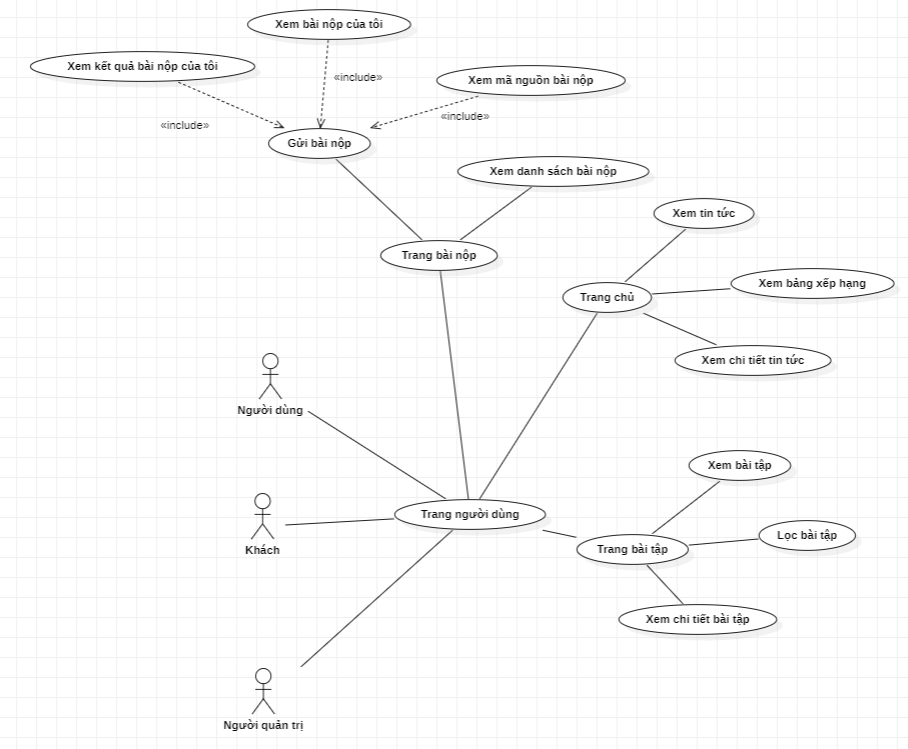 Xem bài nộp của tôi
Xem kết quả bài nộp của tôi
«include»
Xem mã nguồn bài nộp
«include»
«include»
Gửi bài nộp
Xem danh sách bài nộp
Xem tin tức
Trang bài nộp
Xem bảng xếp hạng
Trang chủ
Xem chi tiết tin tức
Người dùng
Xem bài tập
Trang người dùng
Lọc bài tập
Khách
Trang bài tập
Xem chi tiết bài tập
Người quản trị